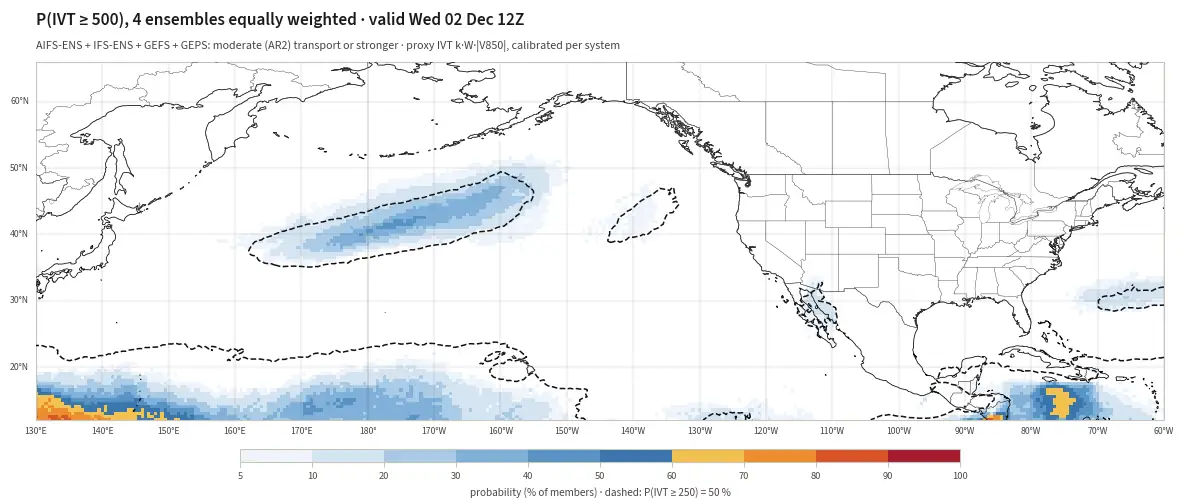 P(IVT ≥ 500), 4 ensembles equally weighted · valid Wed 02 Dec 12Z
AIFS-ENS + IFS-ENS + GEFS + GEPS: moderate (AR2) transport or stronger · proxy IVT k·W·|V850|, calibrated per system
60°N
50°N
40°N
30°N
20°N
130°E 140°E 150°E 160°E 170°E 180° 170°W 160°W 150°W 140°W 130°W 120°W 110°W 100°W 90°W 80°W 70°W 60°W
5 10 20 30 40 50 60 70 80 90 100
probability (% of members) · dashed: P(IVT ≥ 250) = 50 %